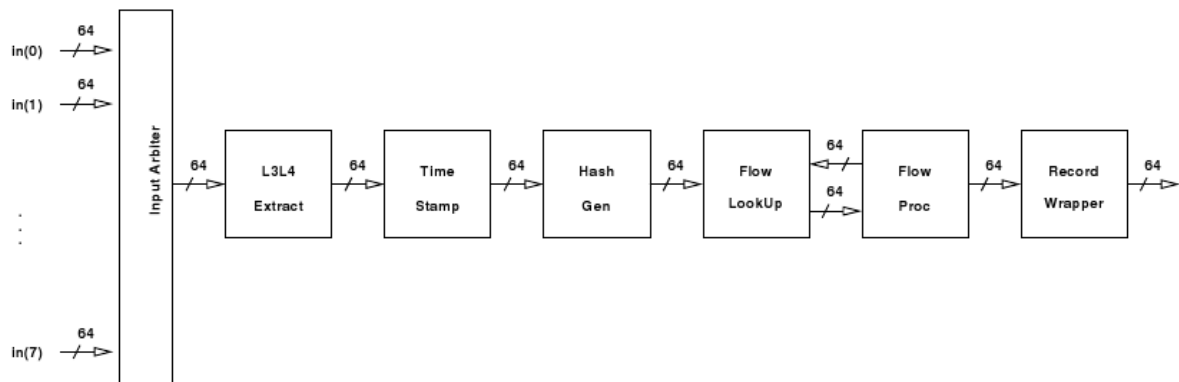 in(0)
64
in(1)
64
in(7)
64
Input Arbiter
64
L3L4
Extract
64
Time
Stamp
64
Hash
Gen
64
Flow
LookUp
64
64
Flow
Proc
64
Record
Wrapper
64